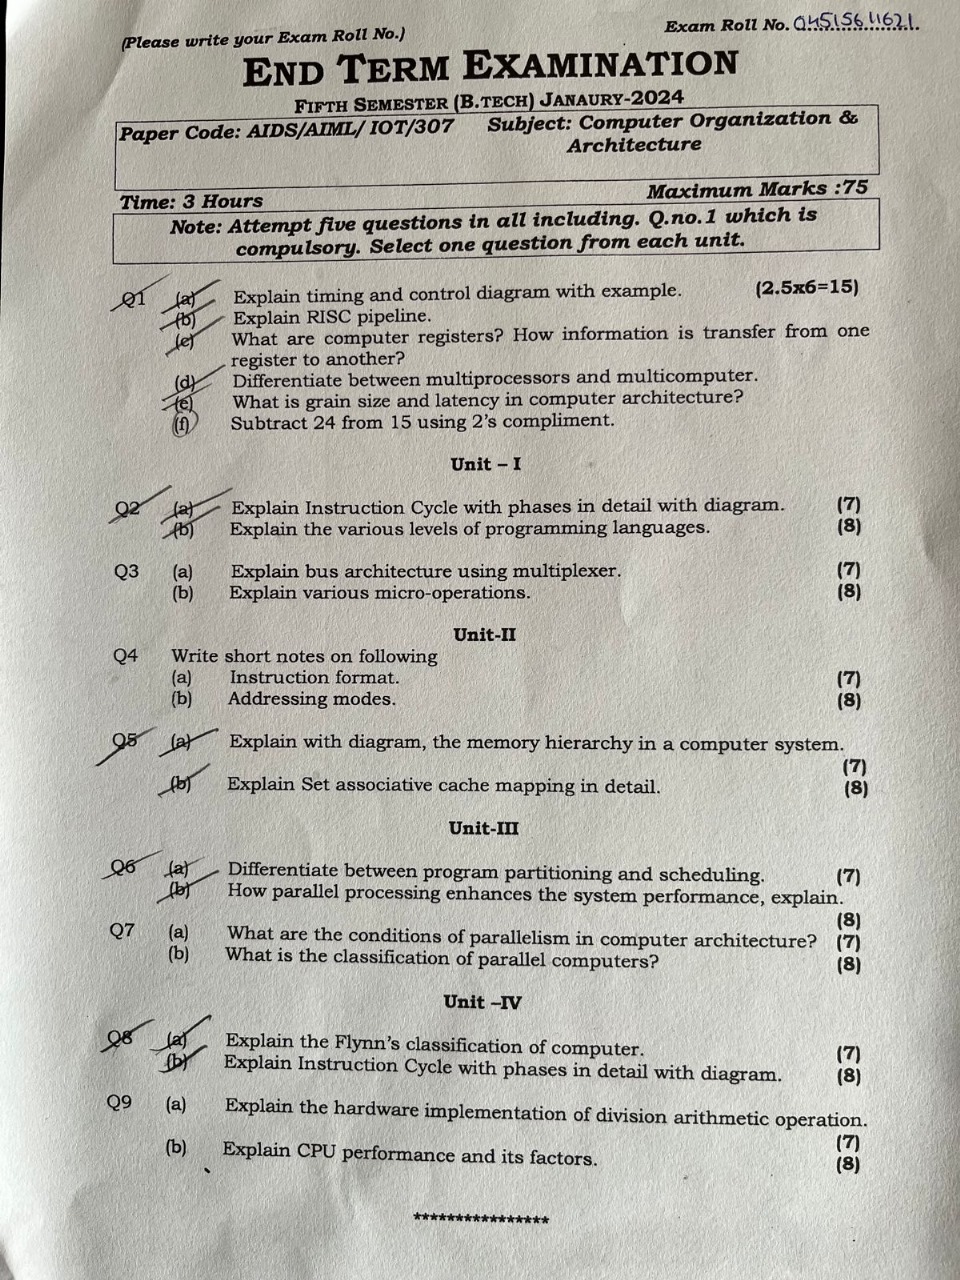 (Please write your Exam Roll No.)
Exam Roll No. 04515611621
END TERM EXAMINATION
FIFTH SEMESTER (B.TECH) JANAURY-2024
Paper Code: AIDS/AIML/ IOT/307 Subject: Computer Organization &
Architecture
Time: 3 Hours Maximum Marks :75
Note: Attempt five questions in all including. Q.no.1 which is
compulsory. Select one question from each unit.
Q1 (a) Explain timing and control diagram with example. (2.5x6=15)
(b) Explain RISC pipeline.
(c) What are computer registers? How information is transfer from one
register to another?
(d) Differentiate between multiprocessors and multicomputer.
(e) What is grain size and latency in computer architecture?
(f) Subtract 24 from 15 using 2's compliment.
Unit – I
Q2 (a) Explain Instruction Cycle with phases in detail with diagram. (7)
(b) Explain the various levels of programming languages. (8)
Q3 (a) Explain bus architecture using multiplexer. (7)
(b) Explain various micro-operations. (8)
Unit-II
Q4 Write short notes on following
(a) Instruction format. (7)
(b) Addressing modes. (8)
Q5 (a) Explain with diagram, the memory hierarchy in a computer system.
(7)
(b) Explain Set associative cache mapping in detail. (8)
Unit-III
Q6 (a) Differentiate between program partitioning and scheduling. (7)
(b) How parallel processing enhances the system performance, explain.
(8)
Q7 (a) What are the conditions of parallelism in computer architecture? (7)
(b) What is the classification of parallel computers? (8)
Unit –IV
Q8 (a) Explain the Flynn's classification of computer. (7)
(b) Explain Instruction Cycle with phases in detail with diagram. (8)
Q9 (a) Explain the hardware implementation of division arithmetic operation.
(7)
(b) Explain CPU performance and its factors. (8)
****************